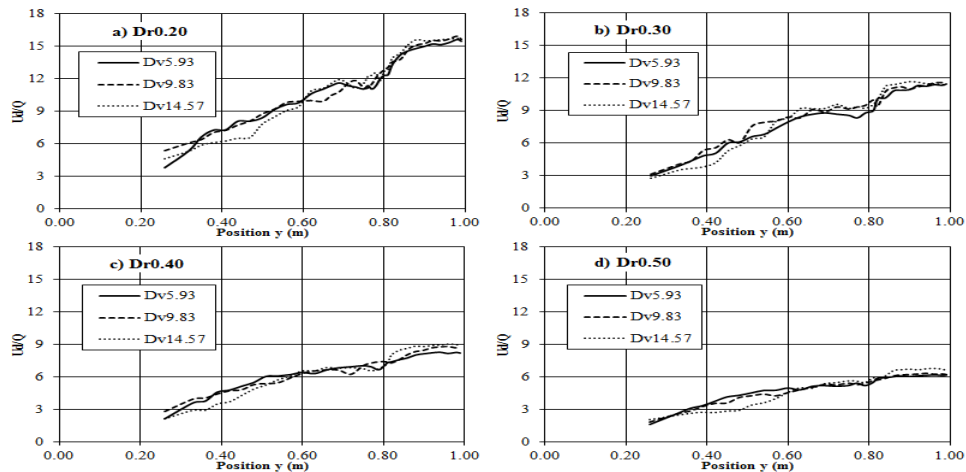 a) Dr0.20
Dv5.93
Dv9.83
Dv14.57
U/Q
18
15
12
9
6
3
0
0.00 0.20 0.40 0.60 0.80 1.00
Position y (m)
b) Dr0.30
Dv5.93
Dv9.83
Dv14.57
U/Q
18
15
12
9
6
3
0
0.00 0.20 0.40 0.60 0.80 1.00
Position y (m)
c) Dr0.40
Dv5.93
Dv9.83
Dv14.57
U/Q
18
15
12
9
6
3
0
0.00 0.20 0.40 0.60 0.80 1.00
Position y (m)
d) Dr0.50
Dv5.93
Dv9.83
Dv14.57
U/Q
18
15
12
9
6
3
0
0.00 0.20 0.40 0.60 0.80 1.00
Position y (m)